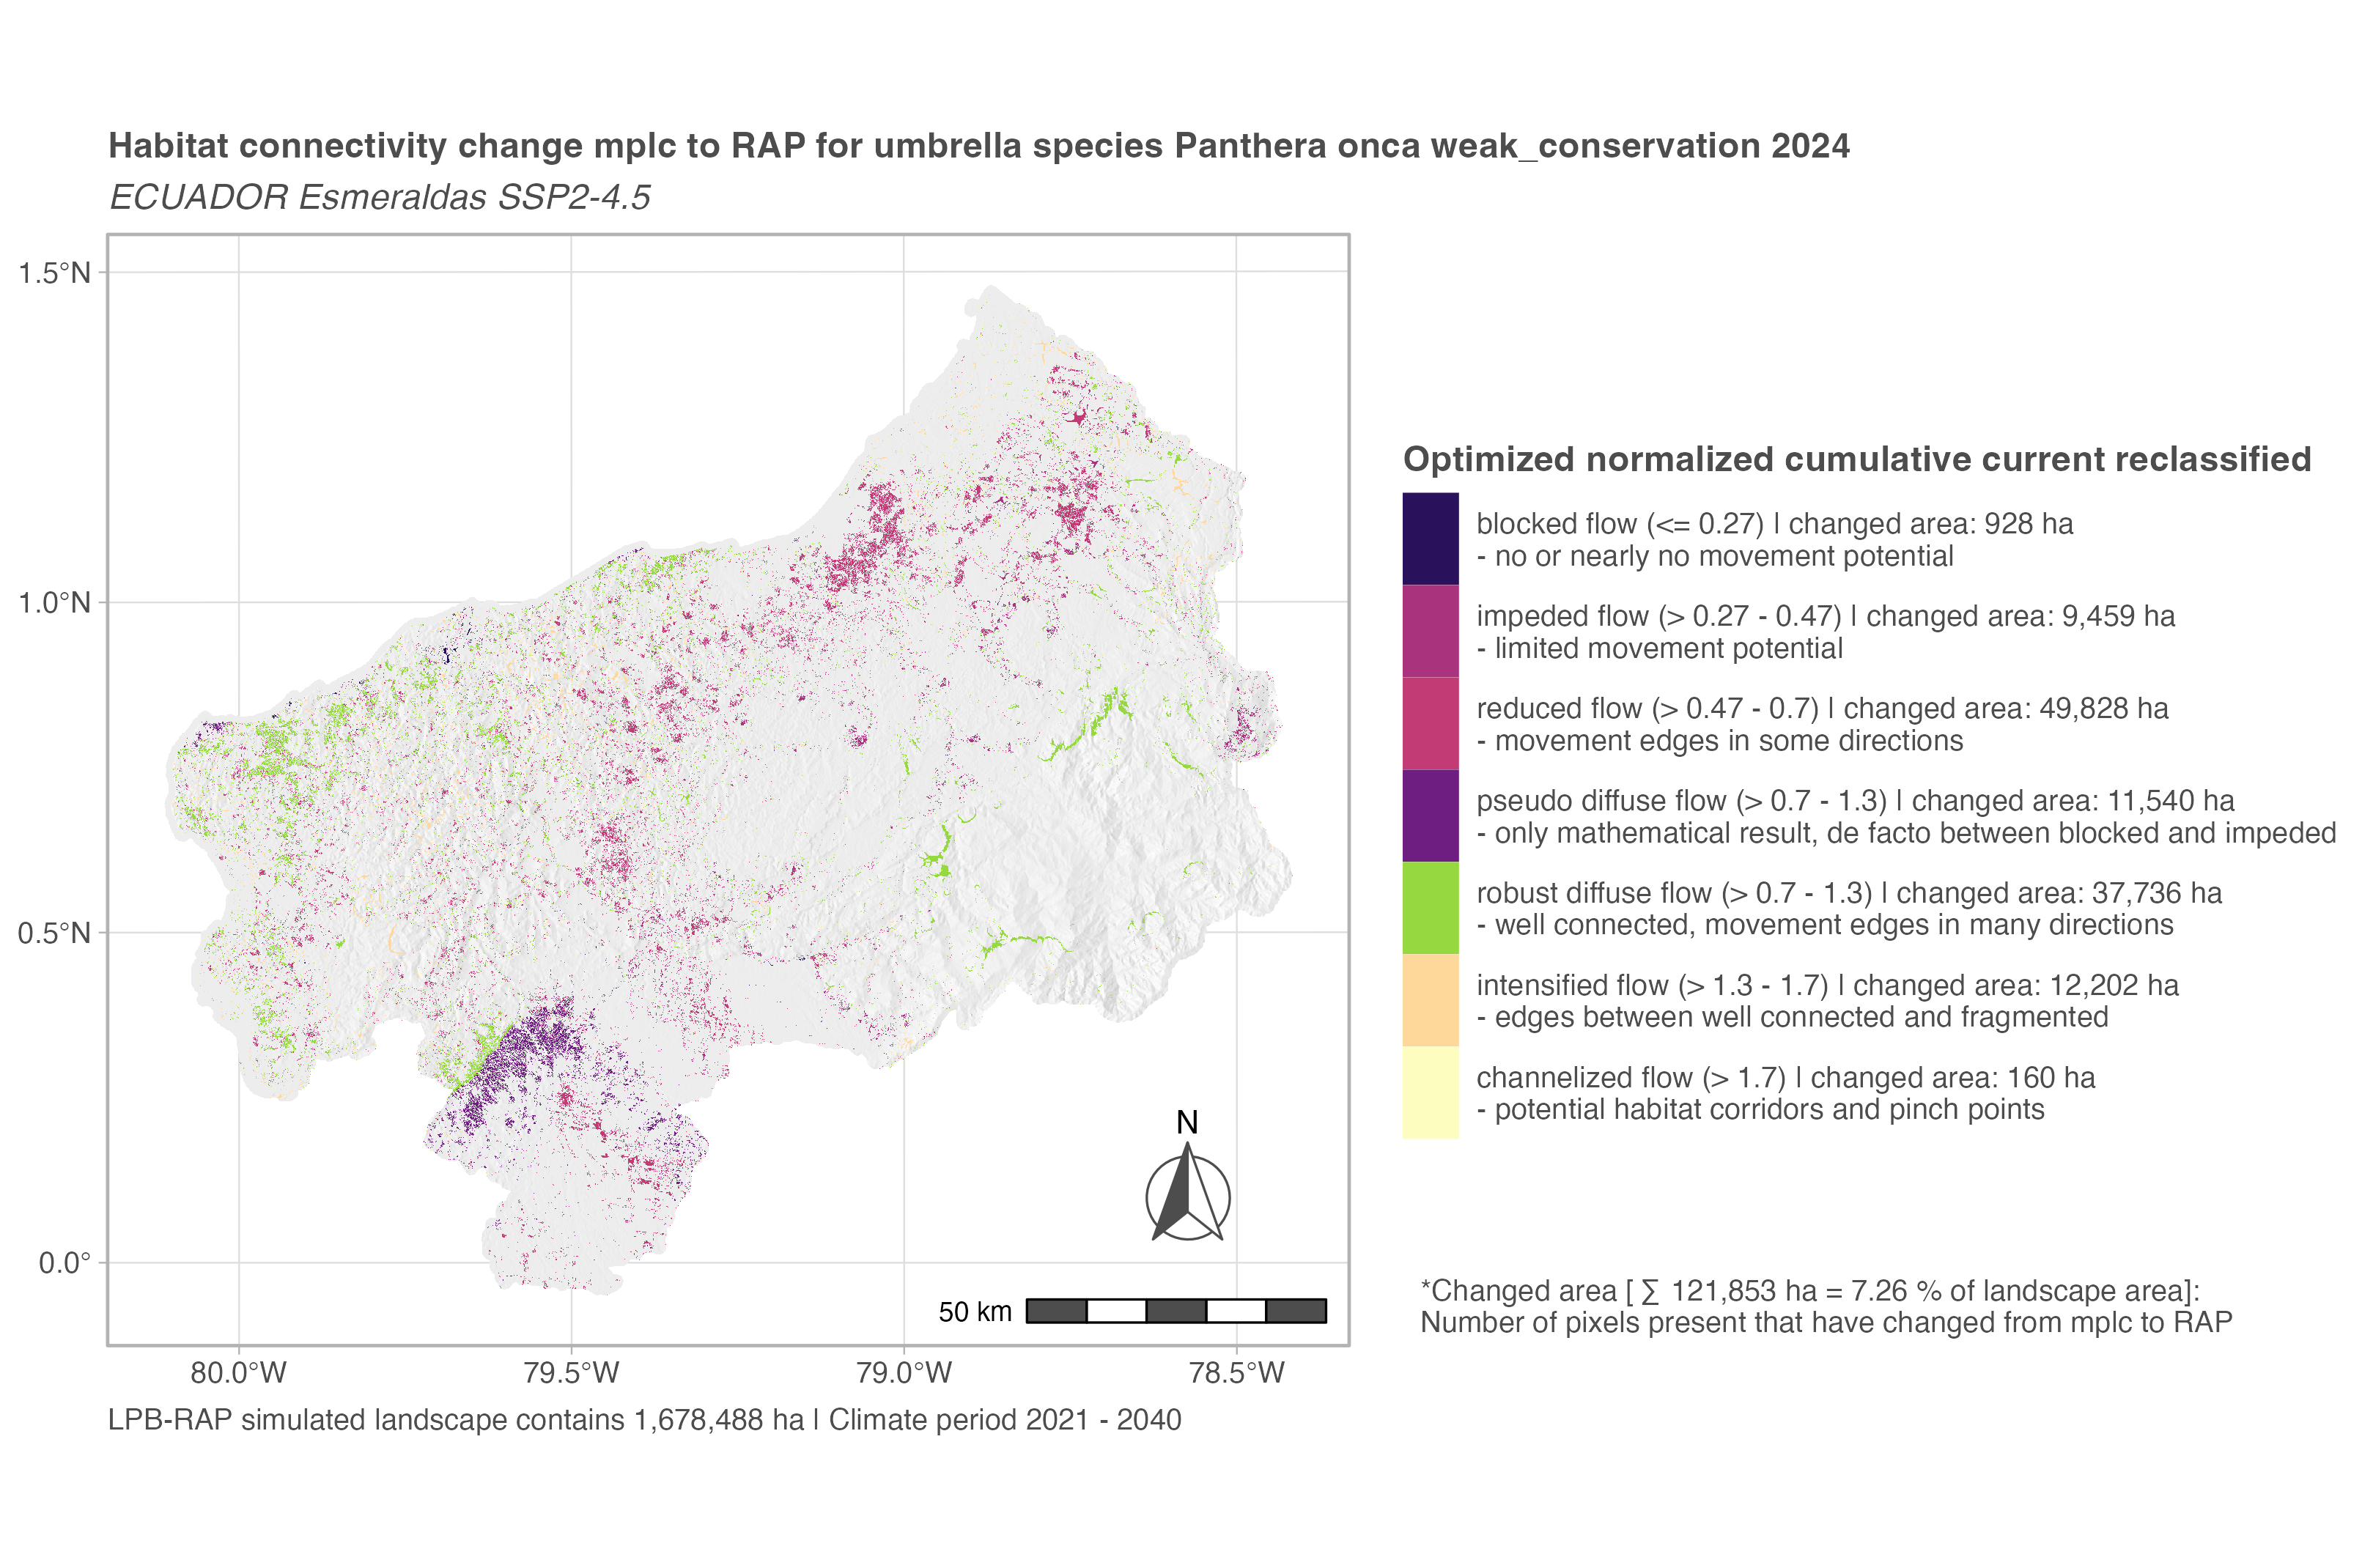 Habitat connectivity change mplc to RAP for umbrella species Panthera onca weak_conservation 2024
ECUADOR Esmeraldas SSP2-4.5
1.5°N
1.0°N
0.5°N
0.0°
80.0°W
79.5°W
79.0°W
78.5°W
N
50 km
Optimized normalized cumulative current reclassified
blocked flow (<= 0.27) | changed area: 928 ha
- no or nearly no movement potential
impeded flow (> 0.27 - 0.47) | changed area: 9,459 ha
- limited movement potential
reduced flow (> 0.47 - 0.7) | changed area: 49,828 ha
- movement edges in some directions
pseudo diffuse flow (> 0.7 - 1.3) | changed area: 11,540 ha
- only mathematical result, de facto between blocked and impeded
robust diffuse flow (> 0.7 - 1.3) | changed area: 37,736 ha
- well connected, movement edges in many directions
intensified flow (> 1.3 - 1.7) | changed area: 12,202 ha
- edges between well connected and fragmented
channelized flow (> 1.7) | changed area: 160 ha
- potential habitat corridors and pinch points
*Changed area [ ∑ 121,853 ha = 7.26 % of landscape area]:
Number of pixels present that have changed from mplc to RAP
LPB-RAP simulated landscape contains 1,678,488 ha | Climate period 2021 - 2040